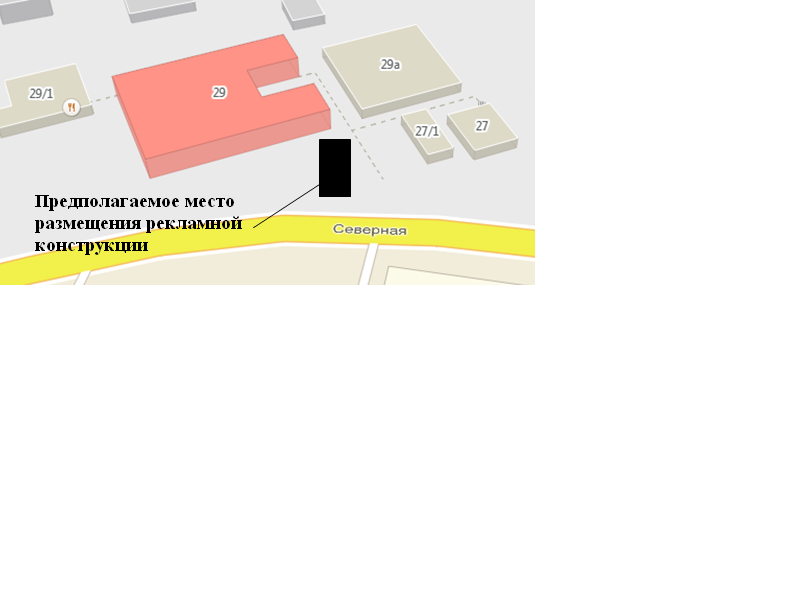 29а
29
29/1
27/1
27
Предполагаемое место
размещения рекламной
конструкции
Северная